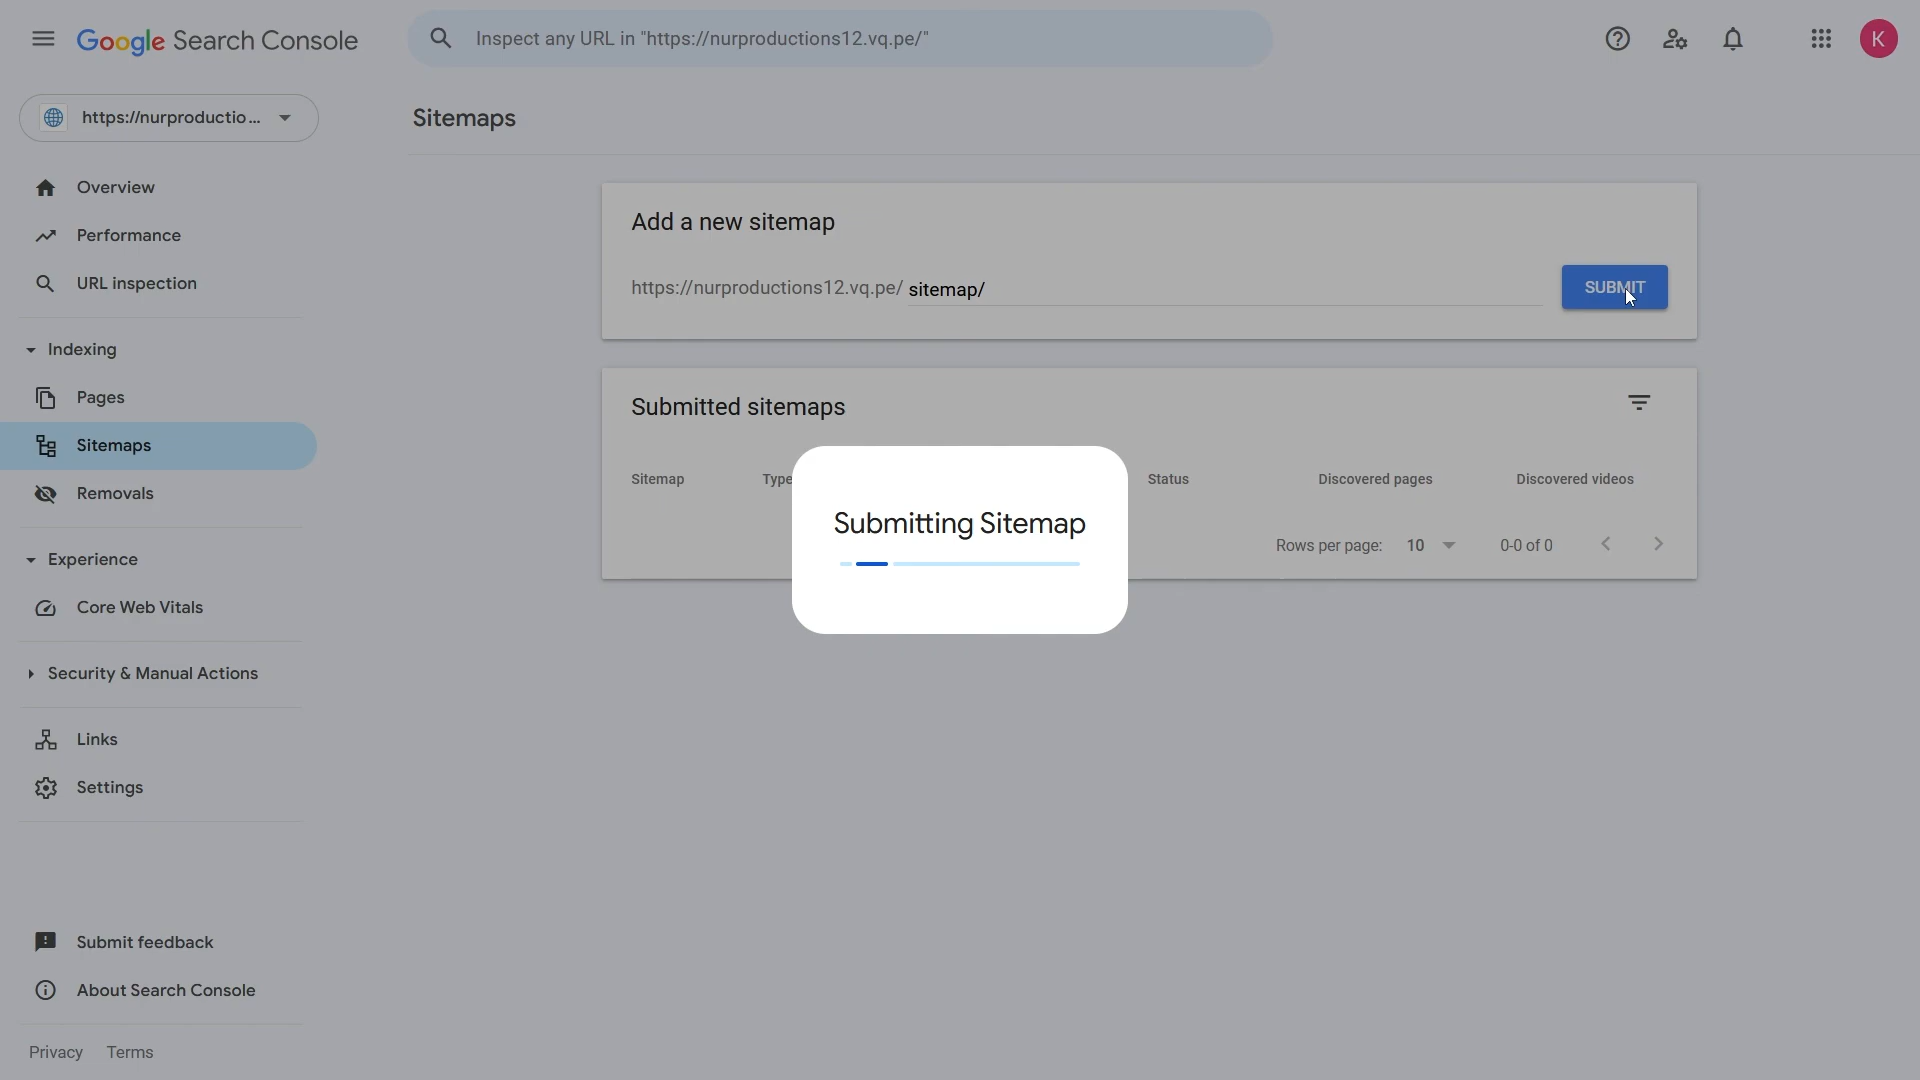 Google Search Console
Inspect any URL in "https://nurproductions12.vq.pe/"
K
https://nurproductio...
Sitemaps
Overview
Performance
URL inspection
Indexing
Pages
Sitemaps
Removals
Experience
Core Web Vitals
Security & Manual Actions
Links
Settings
Submit feedback
About Search Console
Privacy Terms
Add a new sitemap
https://nurproductions12.vq.pe/ sitemap/
SUBMIT
Submitted sitemaps
Sitemap Type Status Discovered pages Discovered videos
Rows per page: 10 0-0 of 0
Submitting Sitemap